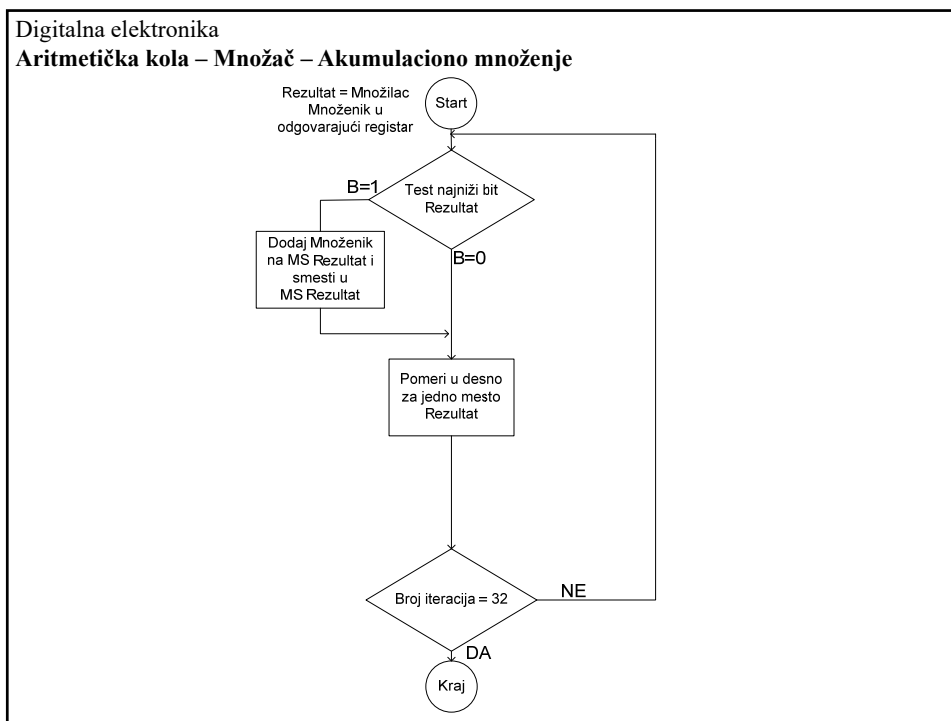 Digitalna elektronika
Aritmetička kola – Množač – Akumulaciono množenje
Rezultat = Množilac
Množenik u
odgovarajući registar
Start
Test najniži bit
Rezultat
B=1
B=0
Dodaj Množenik
na MS Rezultat i
smesti u
MS Rezultat
Pomeri u desno
za jedno mesto
Rezultat
Broj iteracija = 32
NE
DA
Kraj